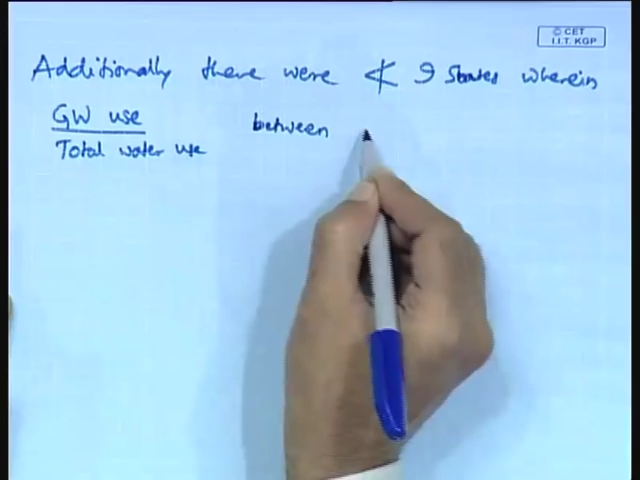 © CET
I.I.T. KGP
Additionally there were ≮ 9 States wherein
GW use
Total water use
between